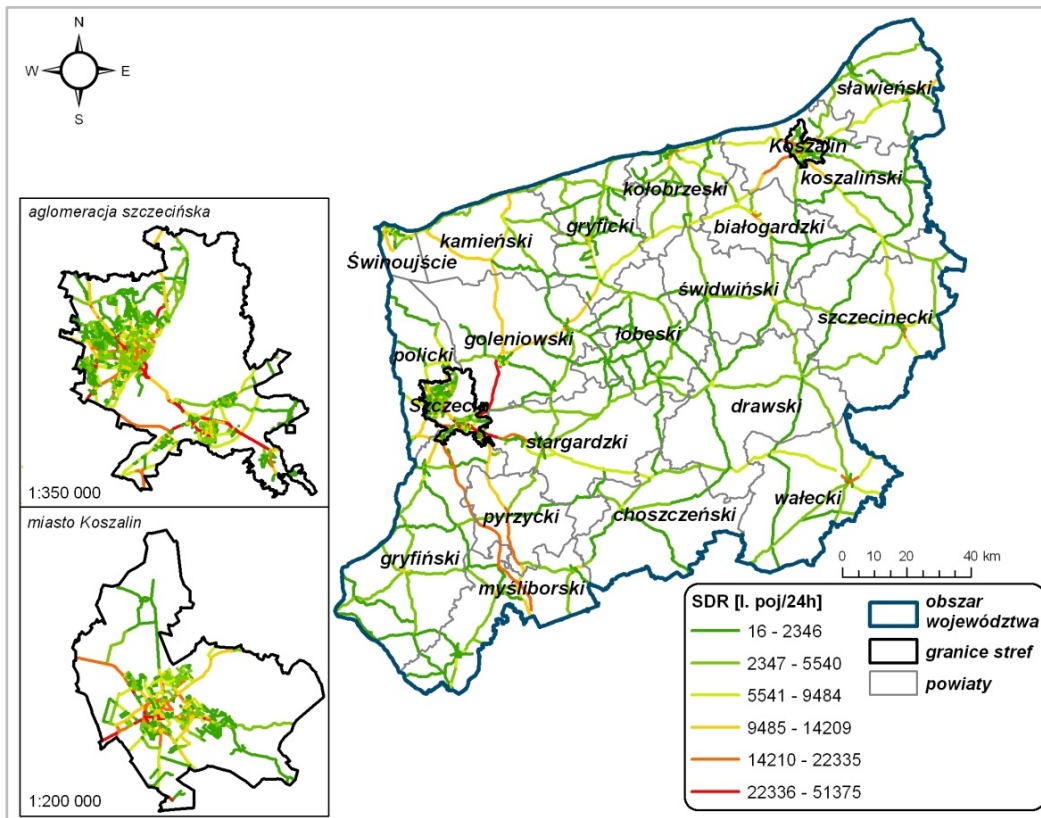 N
W
E
S
aglomeracja szczecińska
1:350 000
miasto Koszalin
1:200 000
sławieński
Koszalin
koszaliński
kołobrzeski
białogardzki
gryficki
kamieński
Świnoujście
świdwiński
szczecinecki
goleniowski
łobeski
policki
Szczecin
drawski
stargardzki
wałecki
pyrzycki
choszczeński
gryfiński
myśliborski
0 10 20 40 km
SDR [l. poj/24h]
16 - 2346
2347 - 5540
5541 - 9484
9485 - 14209
14210 - 22335
22336 - 51375
obszar
województwa
granice stref
powiaty